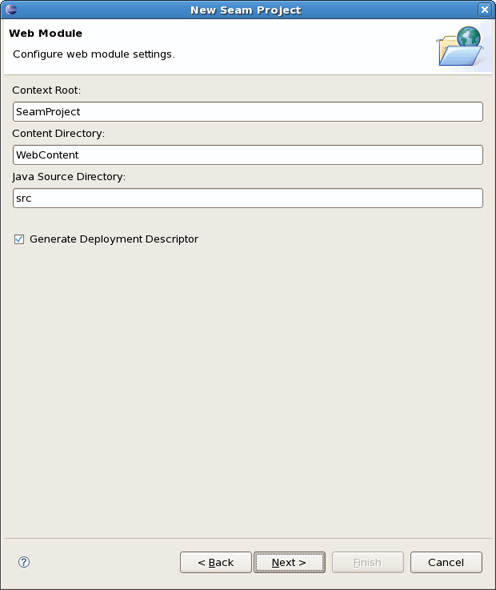 New Seam Project
Web Module
Configure web module settings.
Context Root:
SeamProject
Content Directory:
WebContent
Java Source Directory:
src
Generate Deployment Descriptor
?
< Back Next > Finish Cancel